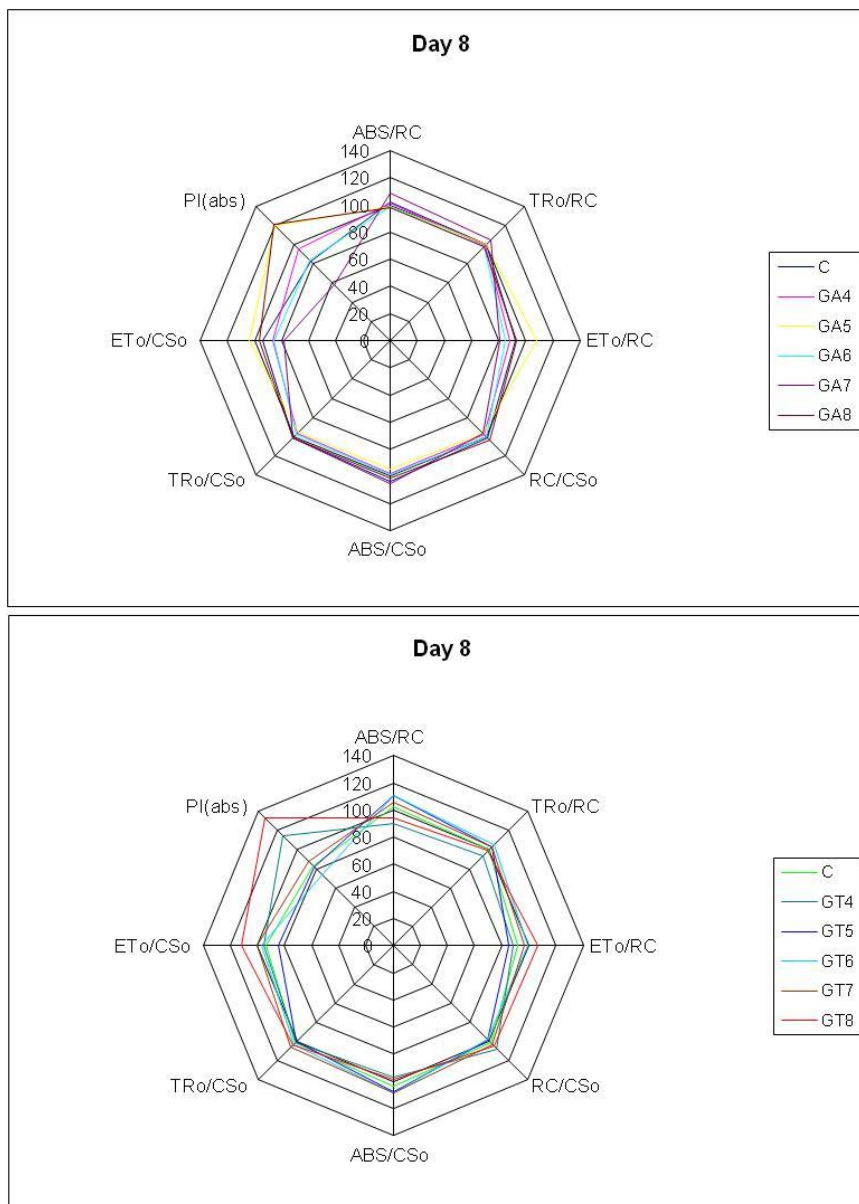 Day 8
ABS/RC
140
120
100
80
60
40
20
0
PI(abs)
TRo/RC
ETo/CSo
ETo/RC
TRo/CSo
RC/CSo
ABS/CSo
C
GA4
GA5
GA6
GA7
GA8
Day 8
ABS/RC
140
120
100
80
60
40
20
0
PI(abs)
TRo/RC
ETo/CSo
ETo/RC
TRo/CSo
RC/CSo
ABS/CSo
C
GT4
GT5
GT6
GT7
GT8